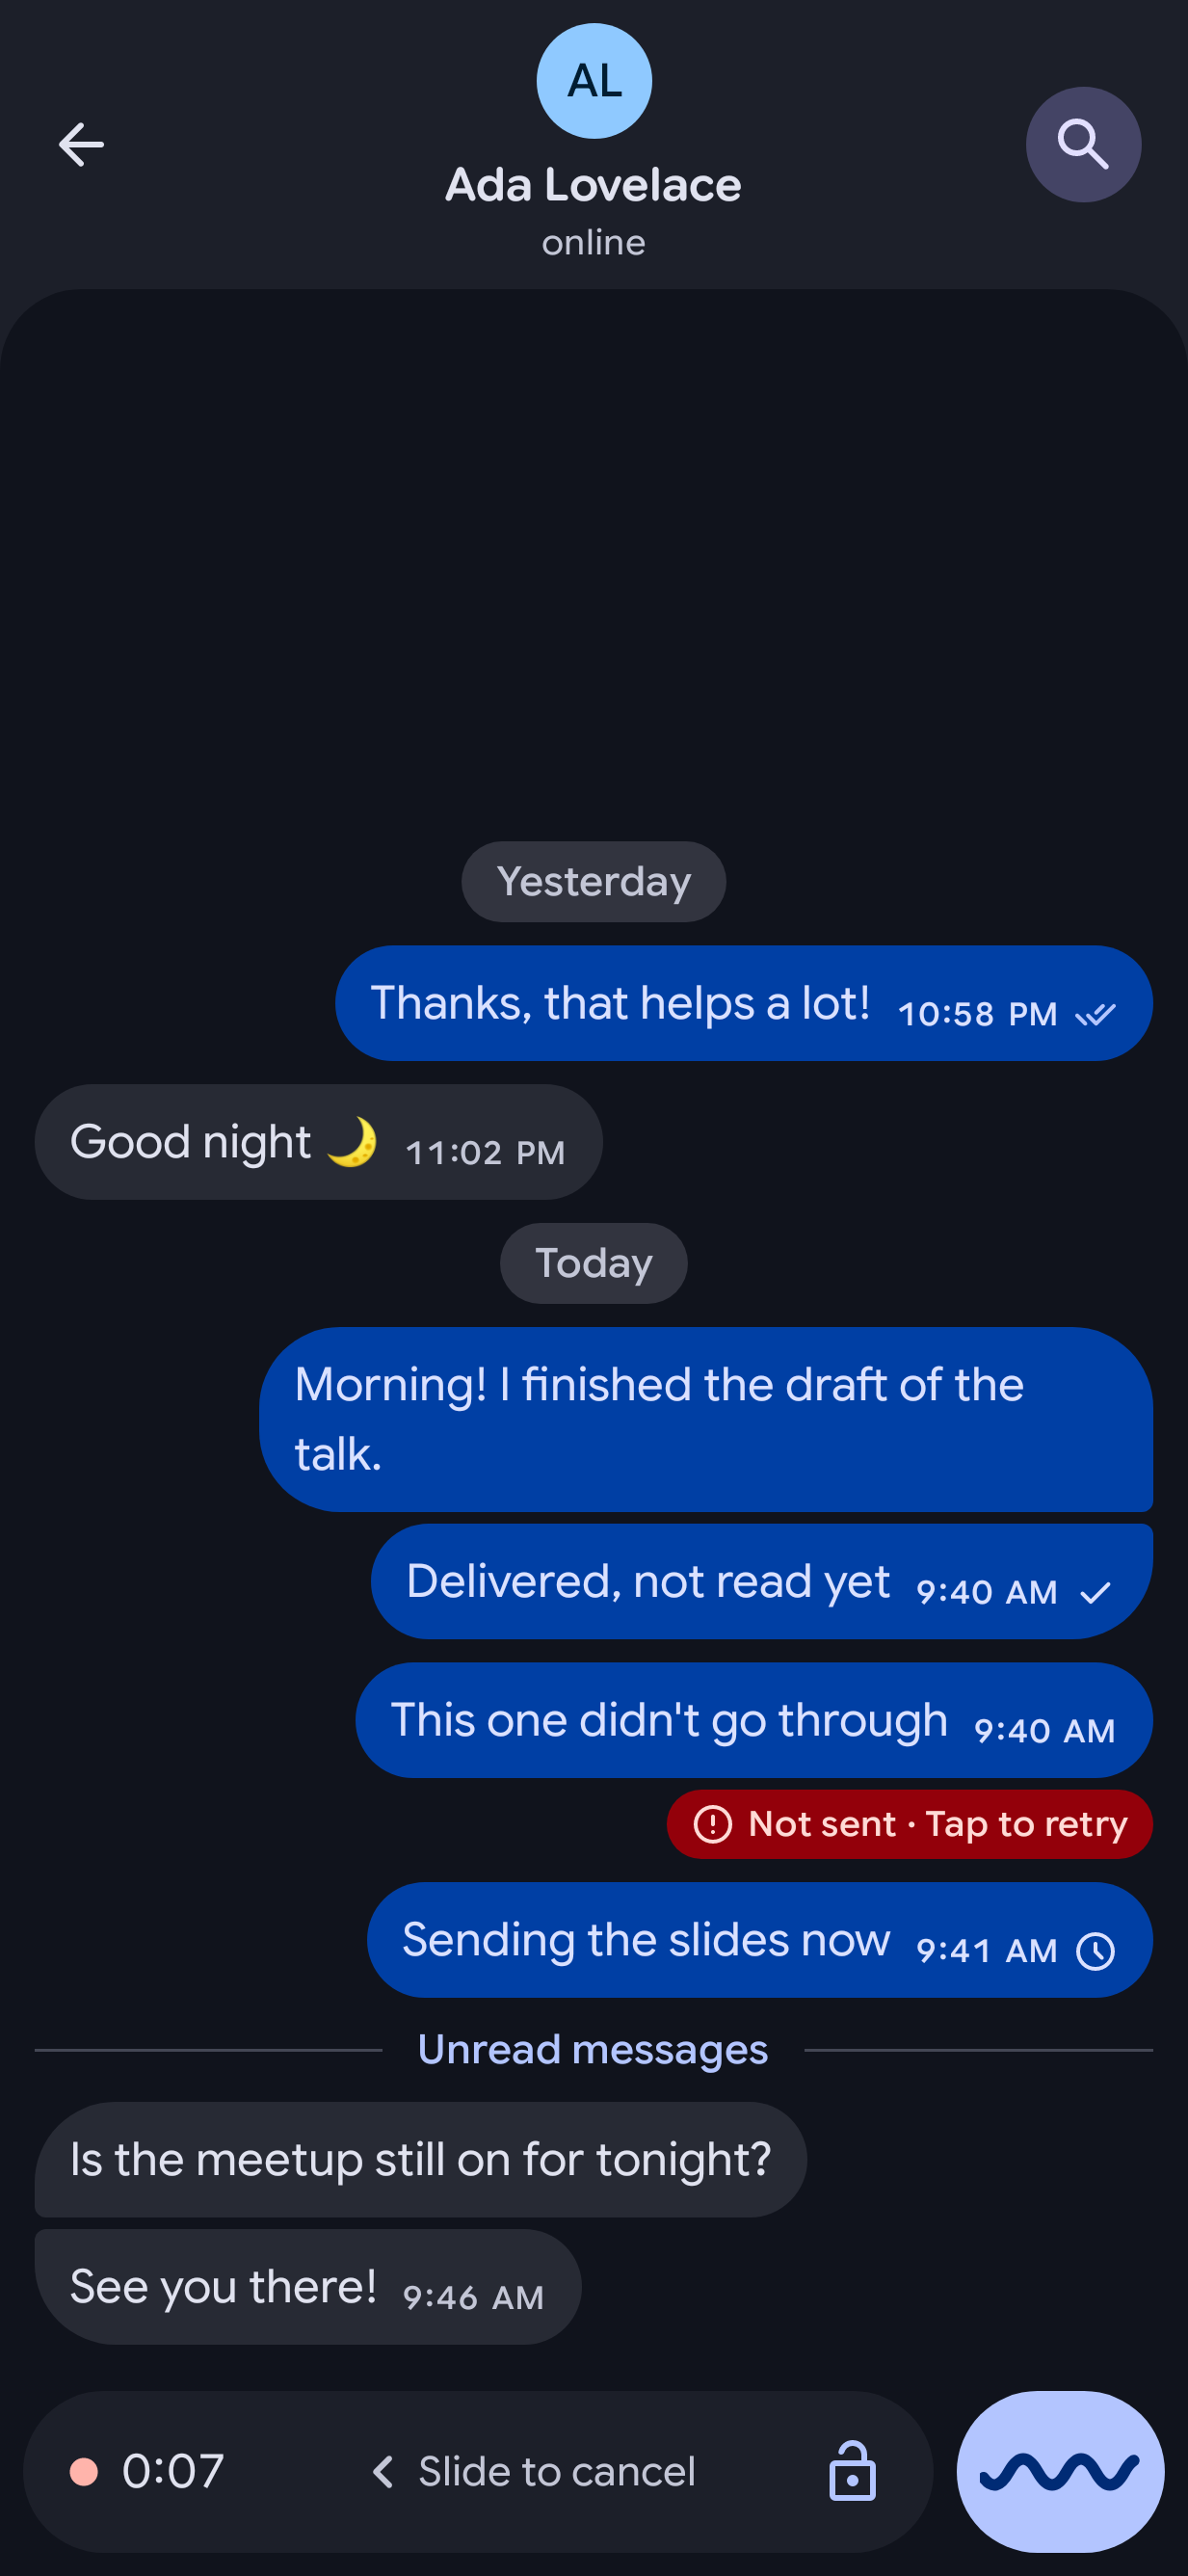 AL
Ada Lovelace
online
Yesterday
Thanks, that helps a lot! 10:58 PM
Good night 🌙 11:02 PM
Today
Morning! I finished the draft of the
talk.
Delivered, not read yet 9:40 AM
This one didn't go through 9:40 AM
Not sent · Tap to retry
Sending the slides now 9:41 AM
Unread messages
Is the meetup still on for tonight?
See you there! 9:46 AM
0:07 Slide to cancel